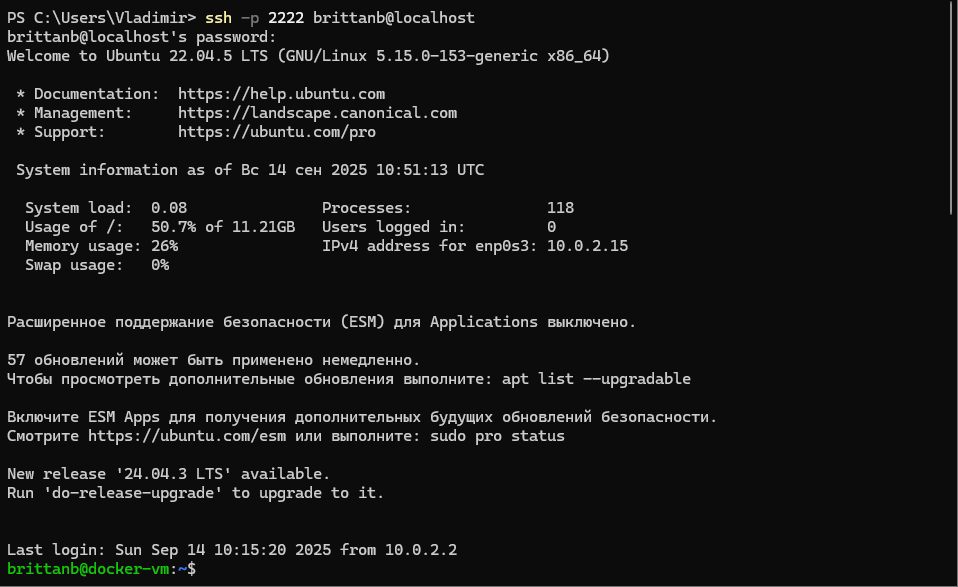 PS C:\Users\Vladimir> ssh -p 2222 brittanb@localhost
brittanb@localhost's password:
Welcome to Ubuntu 22.04.5 LTS (GNU/Linux 5.15.0-153-generic x86_64)
* Documentation:  https://help.ubuntu.com
* Management:     https://landscape.canonical.com
* Support:        https://ubuntu.com/pro
System information as of Вс 14 сен 2025 10:51:13 UTC
System load:  0.08               Processes:               118
Usage of /:   50.7% of 11.21GB   Users logged in:         0
Memory usage: 26%                IPv4 address for enp0s3: 10.0.2.15
Swap usage:   0%
Расширенное поддержание безопасности (ESM) для Applications выключено.
57 обновлений может быть применено немедленно.
Чтобы просмотреть дополнительные обновления выполните: apt list --upgradable
Включите ESM Apps для получения дополнительных будущих обновлений безопасности.
Смотрите https://ubuntu.com/esm или выполните: sudo pro status
New release '24.04.3 LTS' available.
Run 'do-release-upgrade' to upgrade to it.
Last login: Sun Sep 14 10:15:20 2025 from 10.0.2.2
brittanb@docker-vm:~$